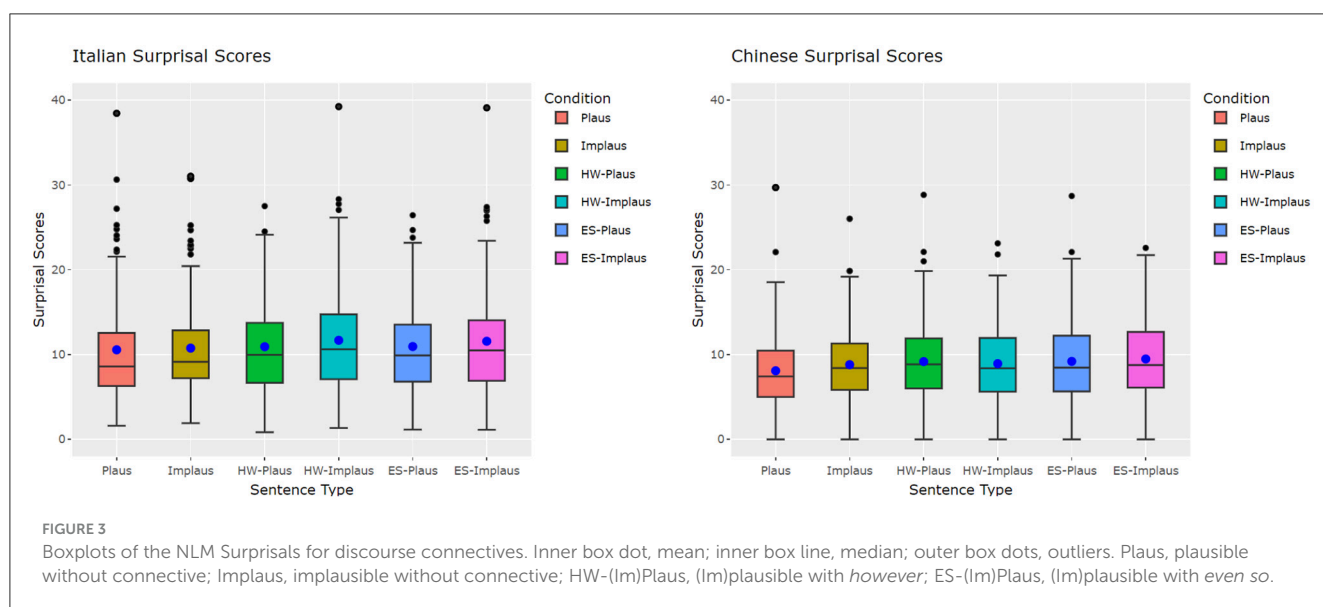 Italian Surprisal Scores
Surprisal Scores
40
30
20
10
0
Plaus
Implaus
HW-Plaus
HW-Implaus
ES-Plaus
ES-Implaus
Sentence Type
Condition
Plaus
Implaus
HW-Plaus
HW-Implaus
ES-Plaus
ES-Implaus
Chinese Surprisal Scores
Surprisal Scores
40
30
20
10
0
Plaus
Implaus
HW-Plaus
HW-Implaus
ES-Plaus
ES-Implaus
Sentence Type
Condition
Plaus
Implaus
HW-Plaus
HW-Implaus
ES-Plaus
ES-Implaus
FIGURE 3
Boxplots of the NLM Surprisals for discourse connectives. Inner box dot, mean; inner box line, median; outer box dots, outliers. Plaus, plausible
without connective; Implaus, implausible without connective; HW-(Im)Plaus, (Im)plausible with however; ES-(Im)Plaus, (Im)plausible with even so.